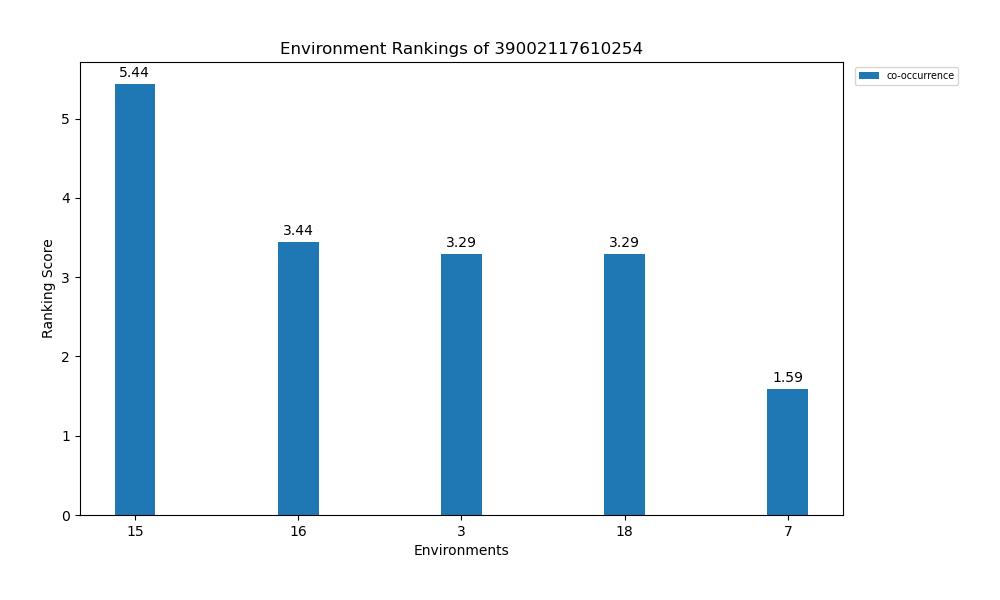 Environment Rankings of 39002117610254
co-occurrence
5.44
3.44
3.29
3.29
1.59
Ranking Score
5
4
3
2
1
0
15 16 3 18 7
Environments